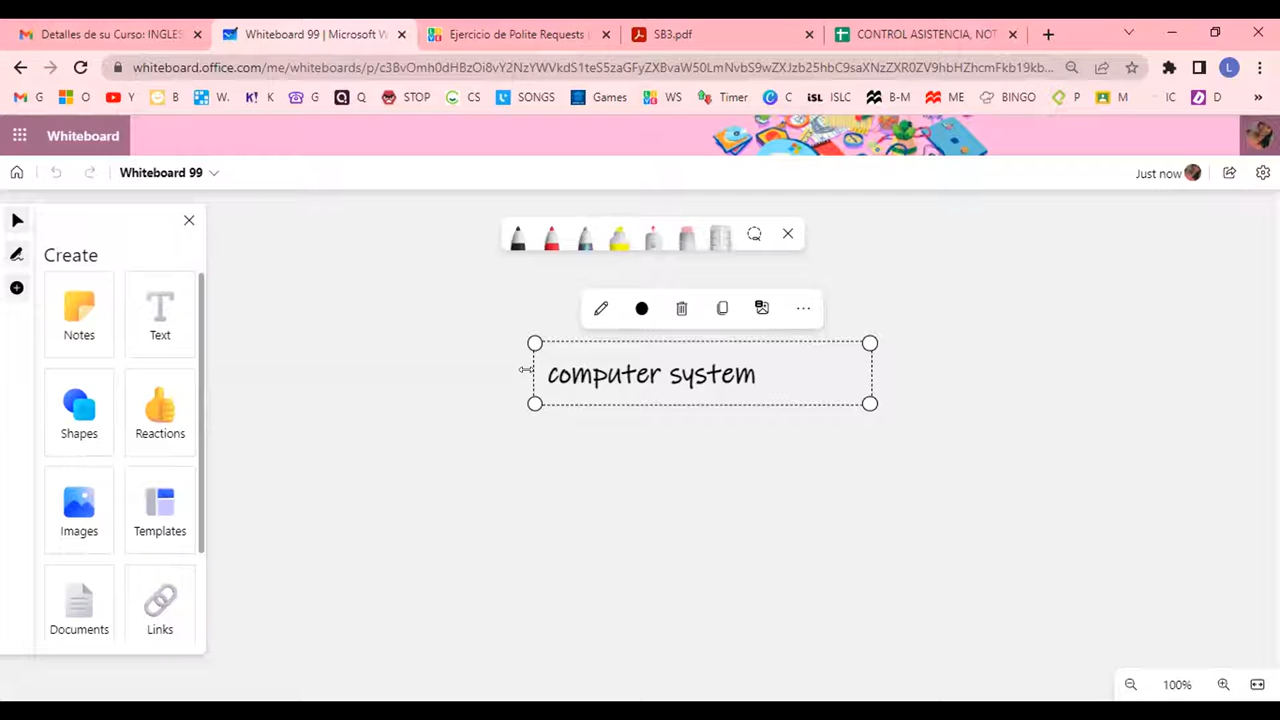 Detalles de su Curso: INGLES
Whiteboard 99 | Microsoft W
Ejercicio de Polite Requests
SB3.pdf
CONTROL ASISTENCIA, NOT
G O Y B W. K! K G Q STOP CS SONGS Games WS Timer C ISLC B-M ME BINGO P M IC D »
Whiteboard
Whiteboard 99
Just now
Create
Notes Text
Shapes Reactions
Images Templates
Documents Links
computer system
100%